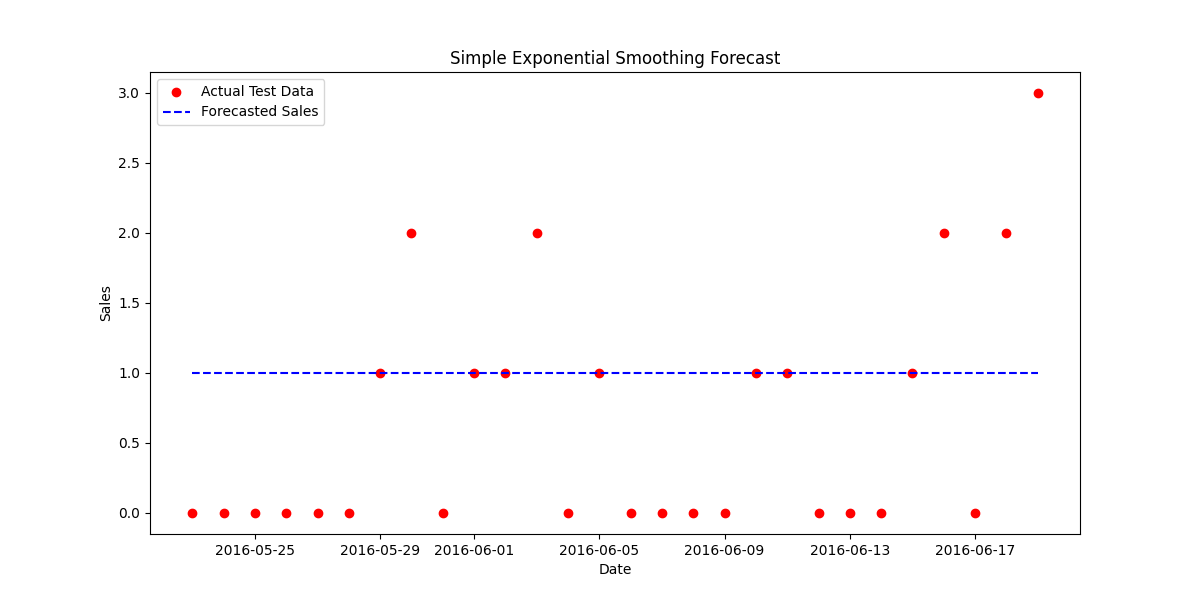 Simple Exponential Smoothing Forecast
Actual Test Data
Forecasted Sales
3.0
2.5
2.0
1.5
1.0
0.5
0.0
Sales
2016-05-25 2016-05-29 2016-06-01 2016-06-05 2016-06-09 2016-06-13 2016-06-17
Date